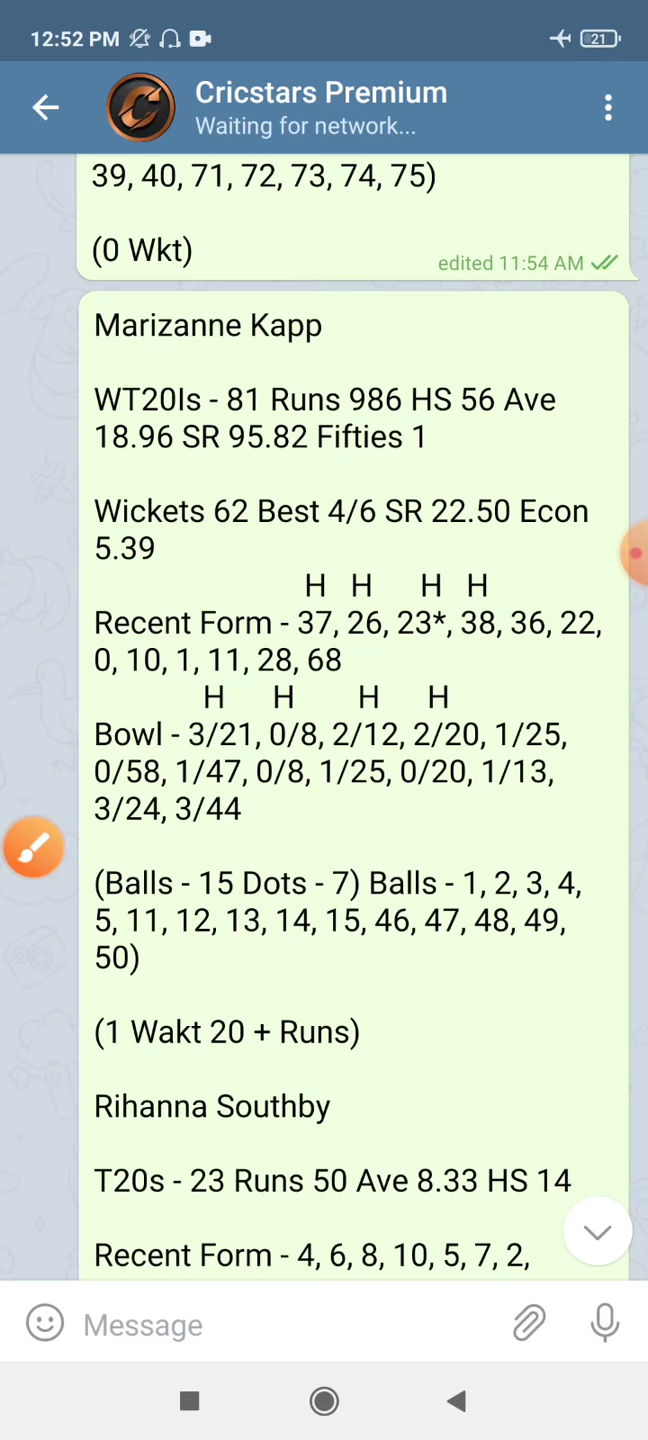 12:52 PM
21
Cricstars Premium
Waiting for network...
39, 40, 71, 72, 73, 74, 75)
(0 Wkt)
edited 11:54 AM
Marizanne Kapp
WT20Is - 81 Runs 986 HS 56 Ave
18.96 SR 95.82 Fifties 1
Wickets 62 Best 4/6 SR 22.50 Econ
5.39
H H H H
Recent Form - 37, 26, 23*, 38, 36, 22,
0, 10, 1, 11, 28, 68
H H H H
Bowl - 3/21, 0/8, 2/12, 2/20, 1/25,
0/58, 1/47, 0/8, 1/25, 0/20, 1/13,
3/24, 3/44
(Balls - 15 Dots - 7) Balls - 1, 2, 3, 4,
5, 11, 12, 13, 14, 15, 46, 47, 48, 49,
50)
(1 Wakt 20 + Runs)
Rihanna Southby
T20s - 23 Runs 50 Ave 8.33 HS 14
Recent Form - 4, 6, 8, 10, 5, 7, 2,
Message